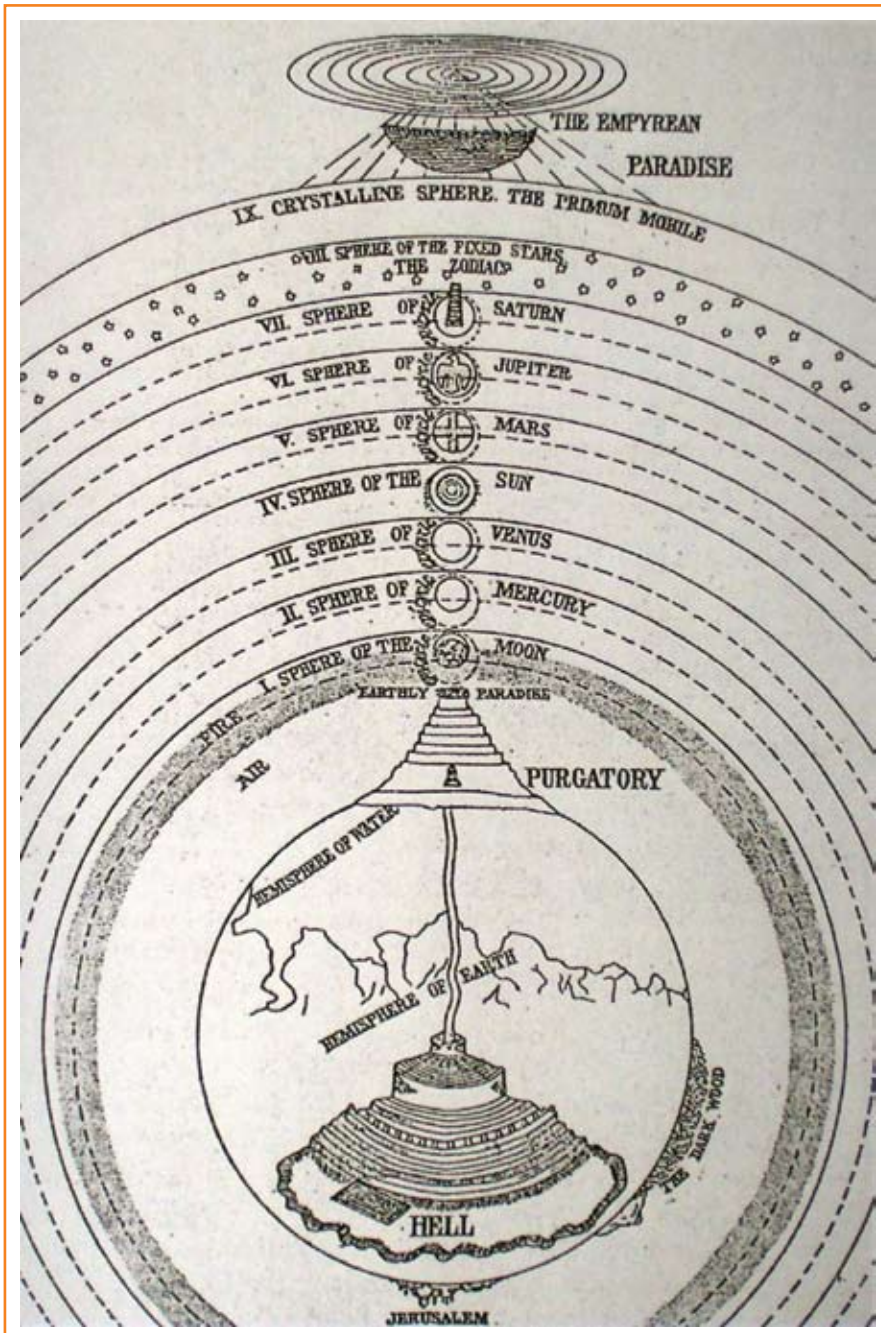 THE EMPYREAN
PARADISE
IX. CRYSTALLINE SPHERE. THE PRIMUM MOBILE
VIII. SPHERE OF THE FIXED STARS
THE ZODIAC
VII. SPHERE OF SATURN
VI. SPHERE OF JUPITER
V. SPHERE OF MARS
IV. SPHERE OF THE SUN
III. SPHERE OF VENUS
II. SPHERE OF MERCURY
I. SPHERE OF THE MOON
EARTHLY PARADISE
FIRE
AIR
PURGATORY
HEMISPHERE OF WATER
HEMISPHERE OF EARTH
THE DARK WOOD
HELL
JERUSALEM